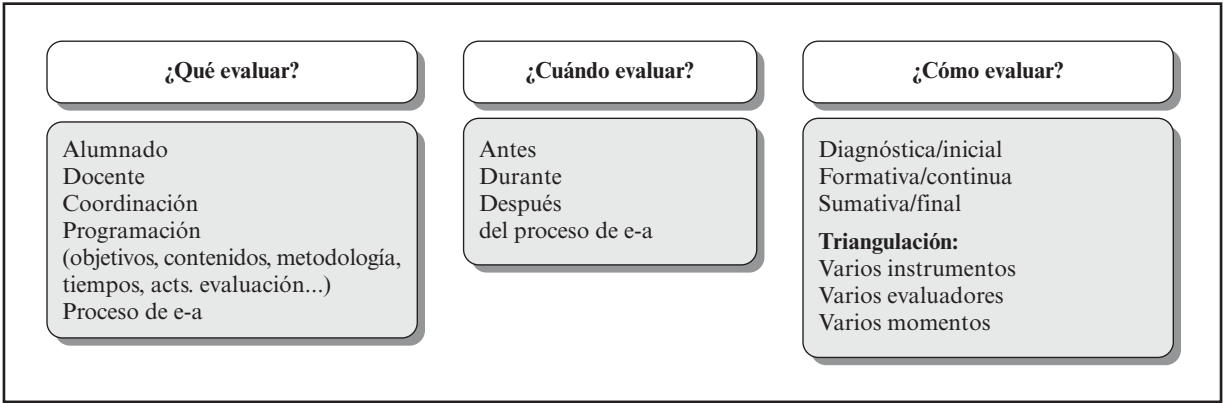 ¿Qué evaluar?
Alumnado
Docente
Coordinación
Programación
(objetivos, contenidos, metodología,
tiempos, acts. evaluación...)
Proceso de e-a
¿Cuándo evaluar?
Antes
Durante
Después
del proceso de e-a
¿Cómo evaluar?
Diagnóstica/inicial
Formativa/continua
Sumativa/final
Triangulación:
Varios instrumentos
Varios evaluadores
Varios momentos